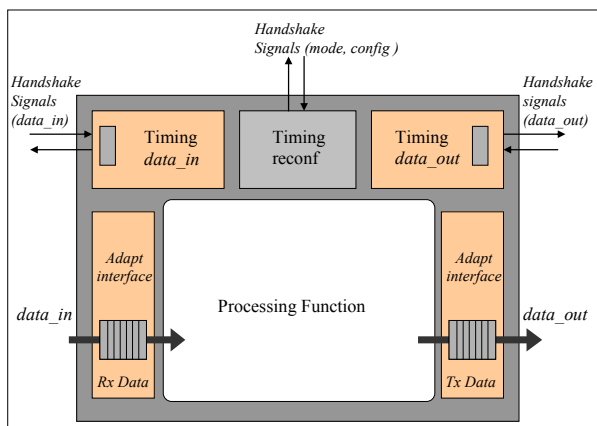 Handshake
Signals (mode, config )
Handshake
Signals
(data_in)
Handshake
signals
(data_out)
Timing
data_in
Timing
reconf
Timing
data_out
Adapt
interface
Adapt
interface
Processing Function
data_in
data_out
Rx Data
Tx Data